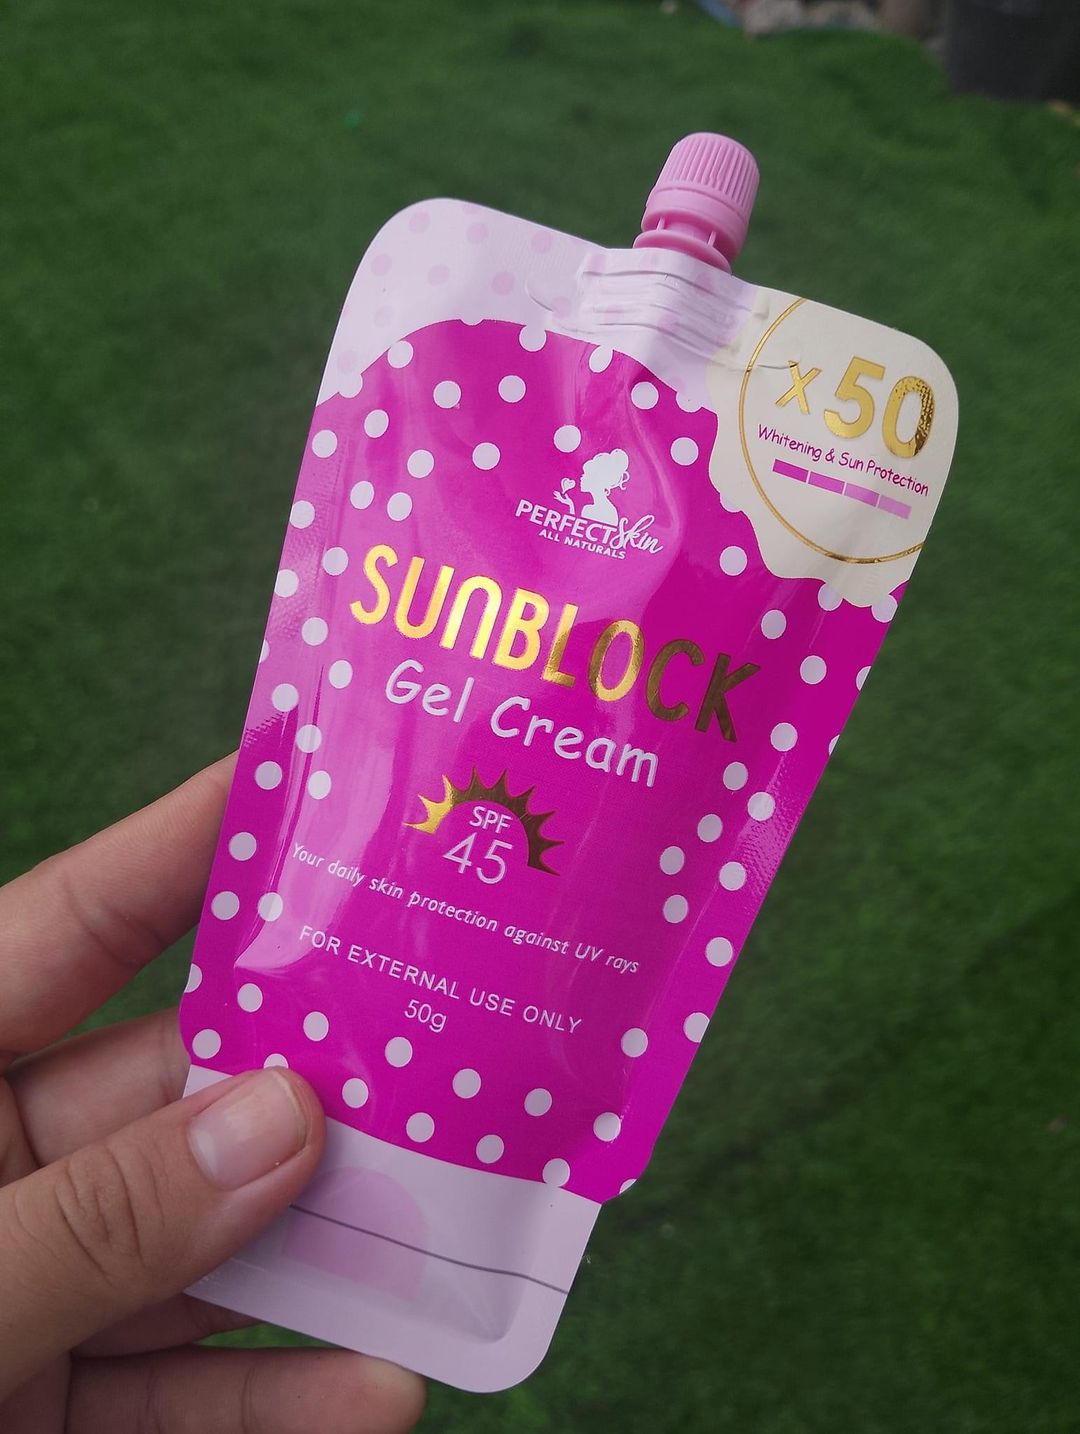 x 50
Whitening & Sun Protection
PERFECT Skin
ALL NATURALS
SUNBLOCK
Gel Cream
SPF
45
Your daily skin protection against UV rays
FOR EXTERNAL USE ONLY
50g